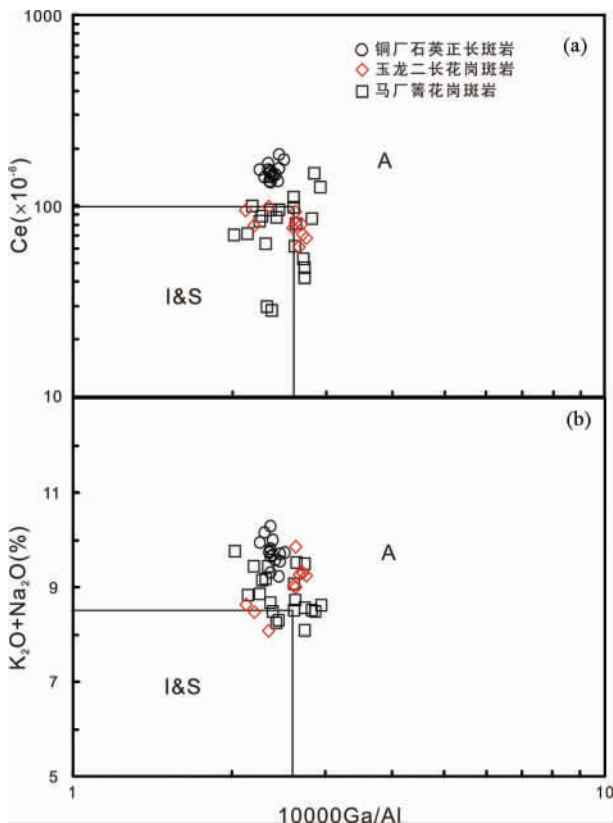 1000
(a)
铜厂石英正长斑岩
玉龙二长花岗斑岩
马厂箐花岗斑岩
A
Ce(×10⁻⁶)
100
I&S
10
(b)
11
A
K₂O+Na₂O(%)
9
I&S
7
5
1
10
10000Ga/Al